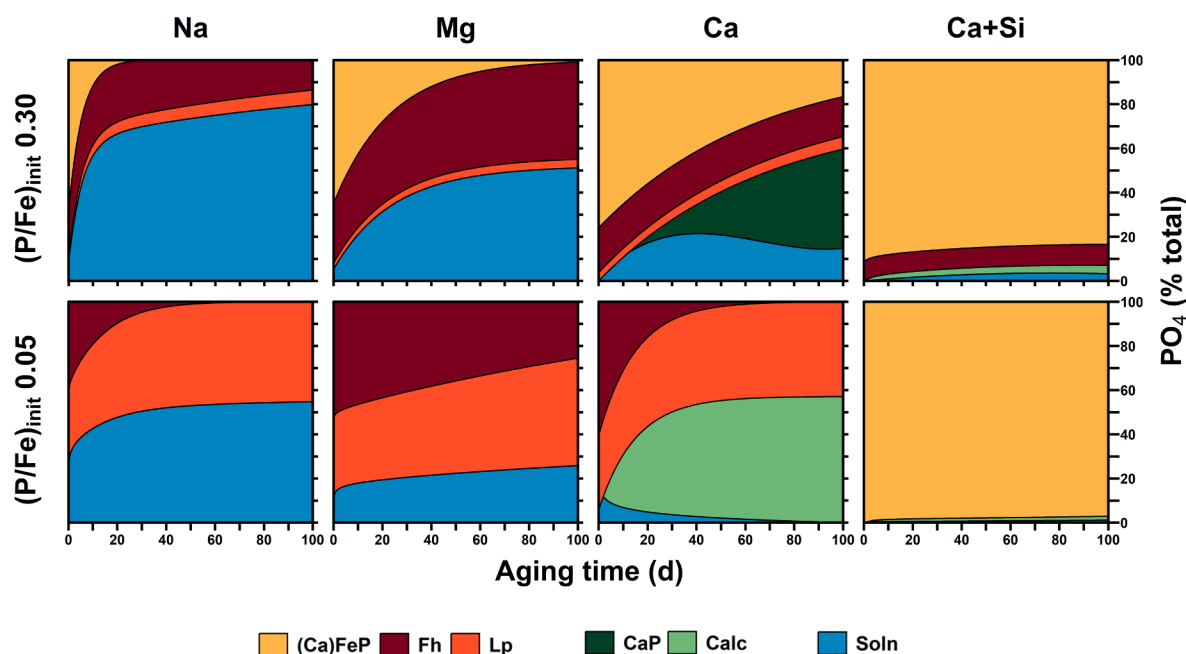 Na Mg Ca Ca+Si
(P/Fe)init 0.30
100
80
60
40
20
0
(P/Fe)init 0.05
100
80
60
40
20
0
PO4 (% total)
0 20 40 60 80 100 0 20 40 60 80 100 0 20 40 60 80 100 0 20 40 60 80 100
Aging time (d)
(Ca)FeP Fh Lp CaP Calc Soln